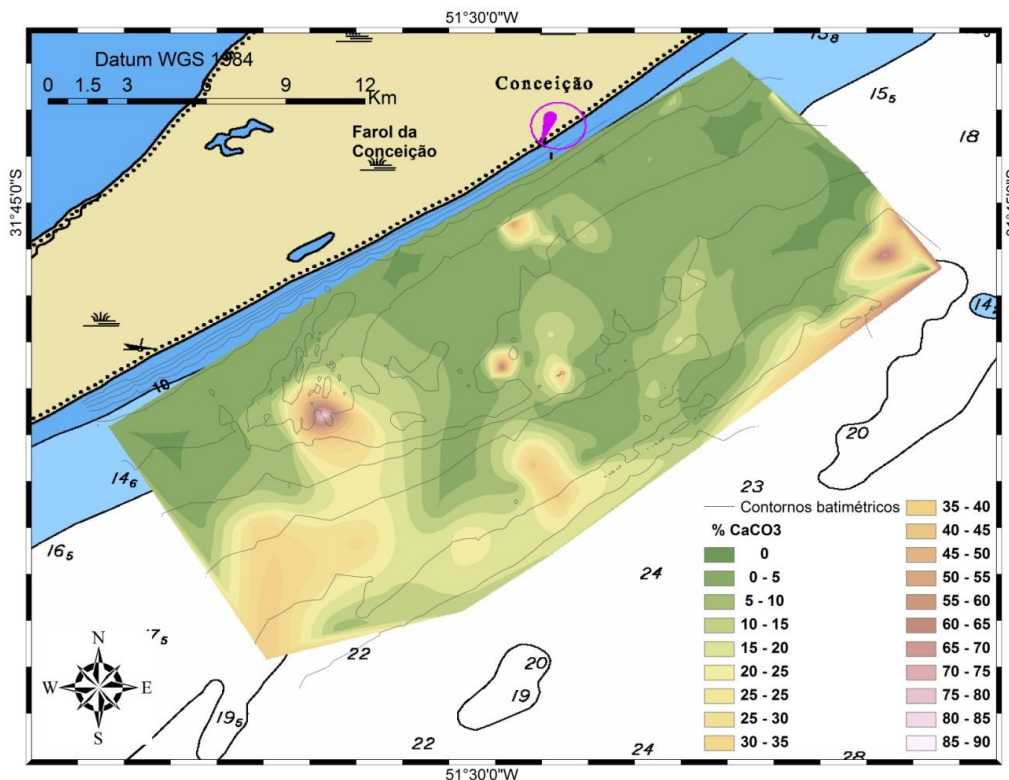 51°30'0"W
Datum WGS 1984
0 1.5 3 6 9 12
Km
Conceição
Farol da
Conceição
31°45'0"S
15₅
18
10
14₆
16₅
20
23
24
22
20
19
19₅
22
24
28
Contornos batimétricos
% CaCO3
0
0 - 5
5 - 10
10 - 15
15 - 20
20 - 25
25 - 25
25 - 30
30 - 35
35 - 40
40 - 45
45 - 50
50 - 55
55 - 60
60 - 65
65 - 70
70 - 75
75 - 80
80 - 85
85 - 90
N
W E
S
51°30'0"W